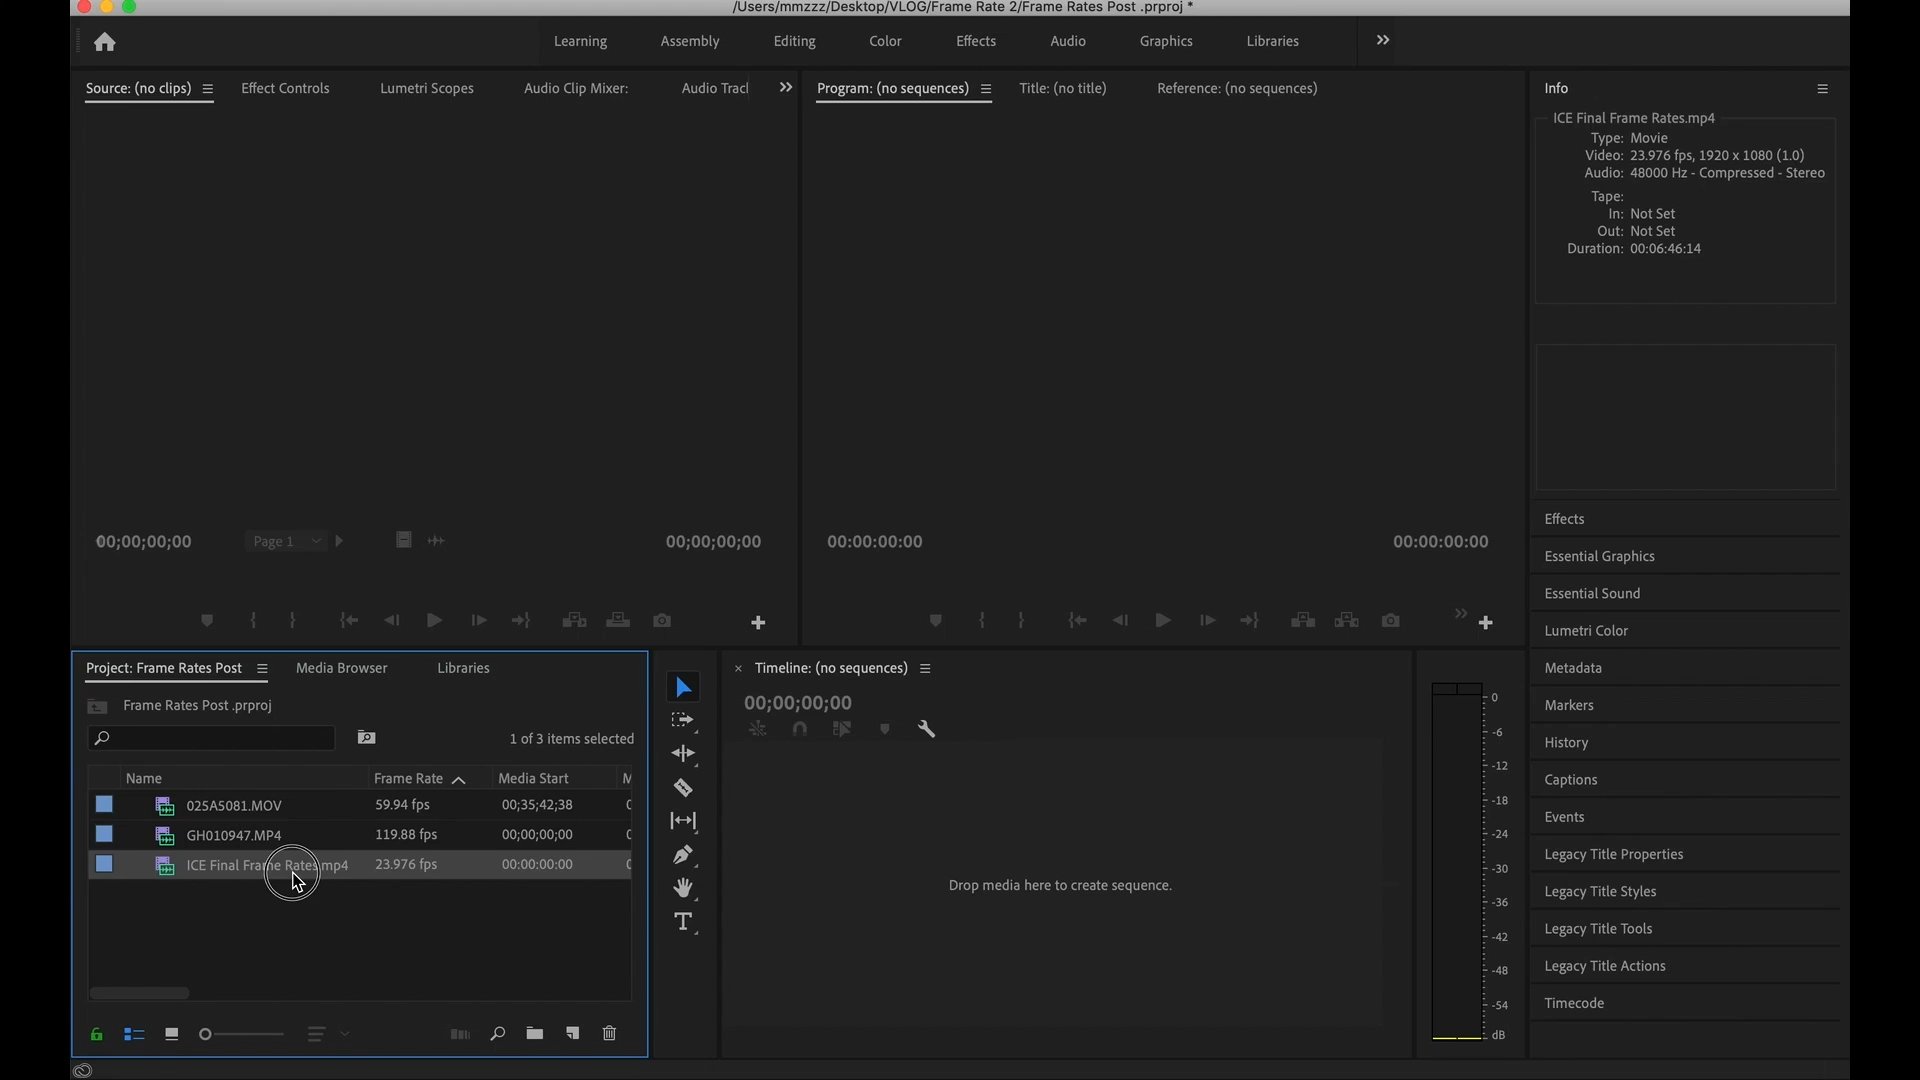 /Users/mmzzz/Desktop/VLOG/Frame Rate 2/Frame Rates Post .prproj *
Learning Assembly Editing Color Effects Audio Graphics Libraries
Source: (no clips) Effect Controls Lumetri Scopes Audio Clip Mixer: Audio Tracl
Program: (no sequences) Title: (no title) Reference: (no sequences)
Info
ICE Final Frame Rates.mp4
Type: Movie
Video: 23.976 fps, 1920 x 1080 (1.0)
Audio: 48000 Hz - Compressed - Stereo
Tape:
In: Not Set
Out: Not Set
Duration: 00:06:46:14
00;00;00;00 Page 1 00;00;00;00
00:00:00:00 00:00:00:00
Effects
Essential Graphics
Essential Sound
Lumetri Color
Metadata
Markers
History
Captions
Events
Legacy Title Properties
Legacy Title Styles
Legacy Title Tools
Legacy Title Actions
Timecode
Project: Frame Rates Post Media Browser Libraries
Frame Rates Post .prproj
1 of 3 items selected
Name Frame Rate Media Start M
025A5081.MOV 59.94 fps 00;35;42;38 0
GH010947.MP4 119.88 fps 00;00;00;00 0
ICE Final Frame Rates.mp4 23.976 fps 00:00:00:00 0
T
× Timeline: (no sequences)
00;00;00;00
Drop media here to create sequence.
0
-6
-12
-18
-24
-30
-36
-42
-48
-54
dB